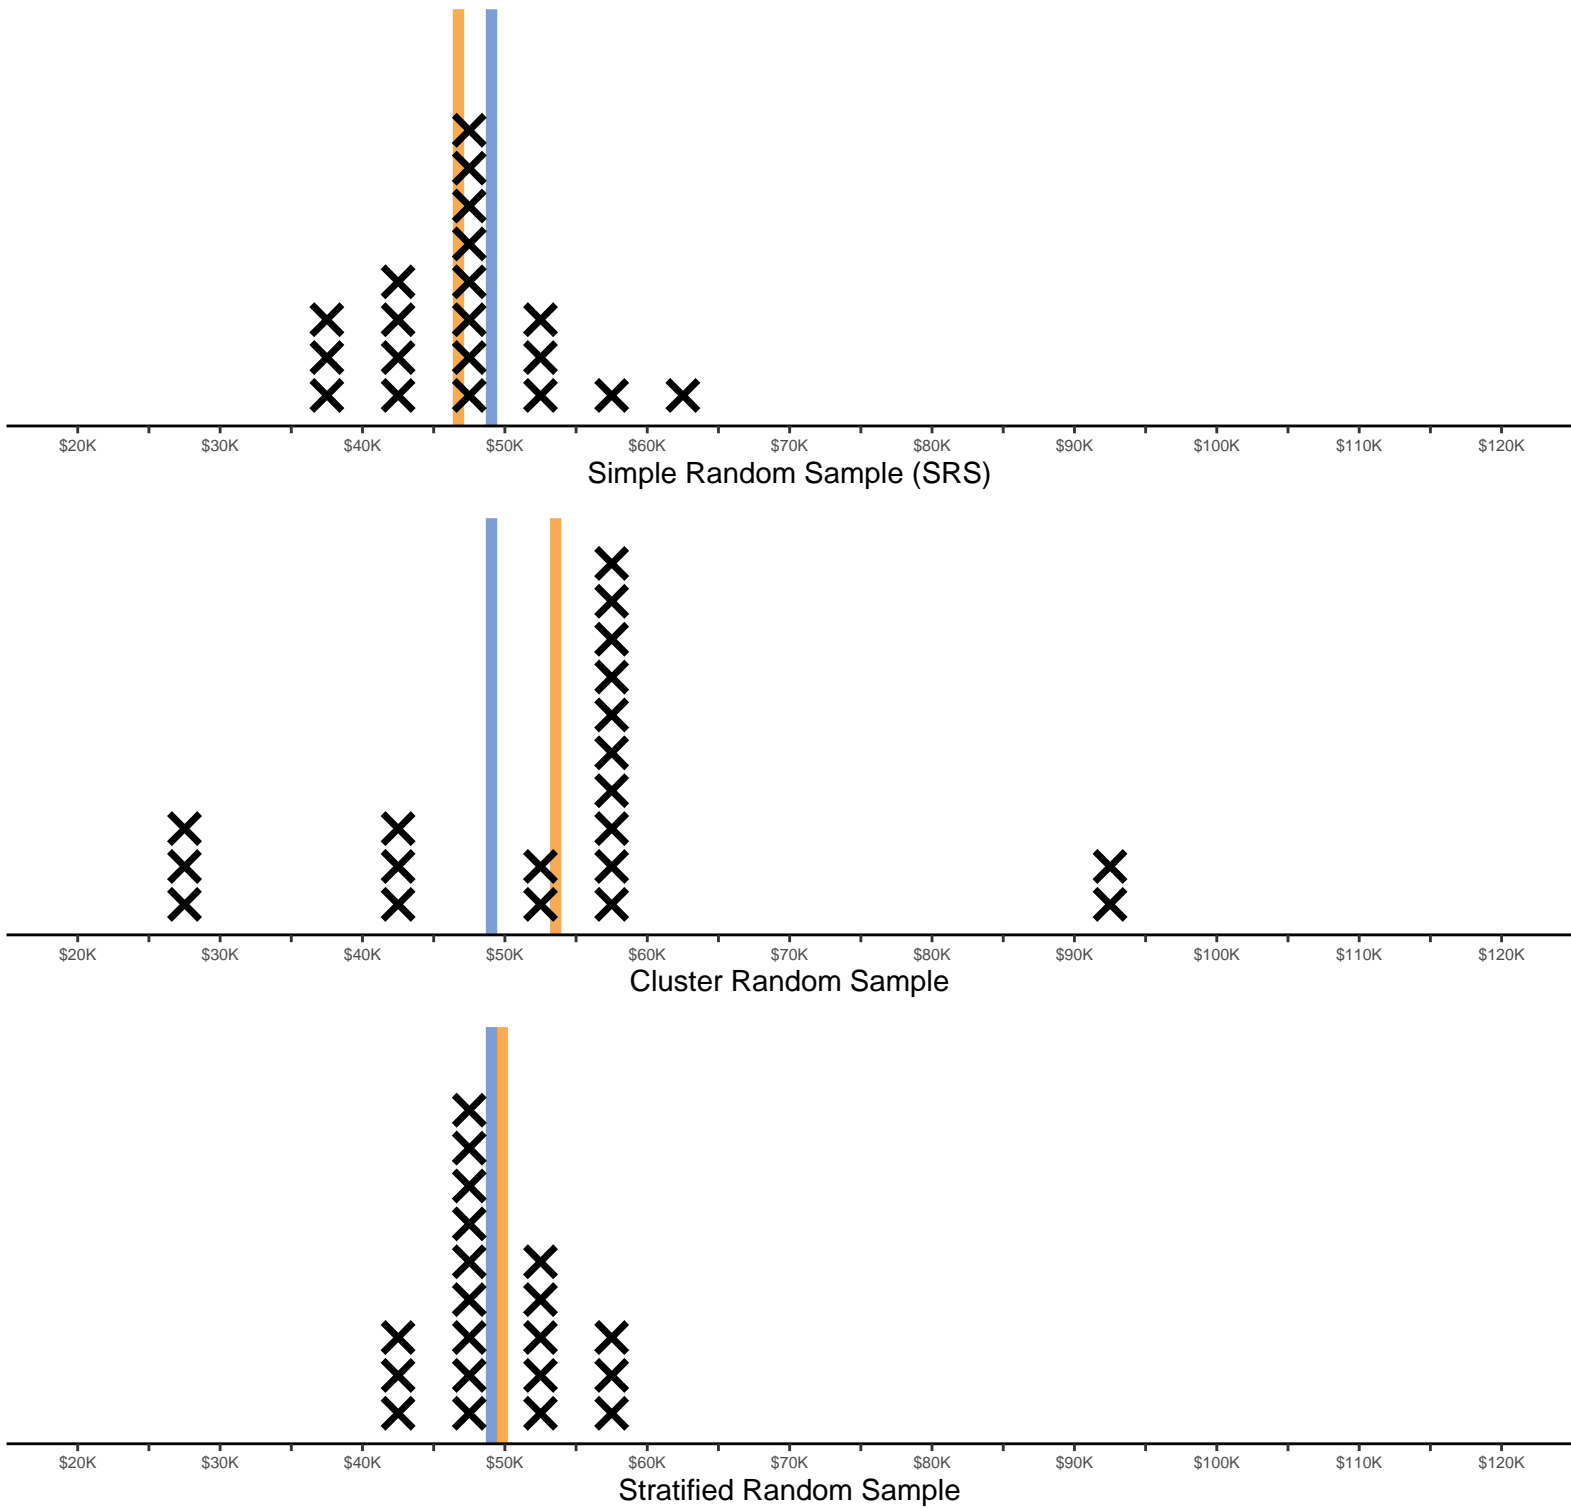 $20K $30K $40K $50K $60K $70K $80K $90K $100K $110K $120K
Simple Random Sample (SRS)
$20K $30K $40K $50K $60K $70K $80K $90K $100K $110K $120K
Cluster Random Sample
$20K $30K $40K $50K $60K $70K $80K $90K $100K $110K $120K
Stratified Random Sample